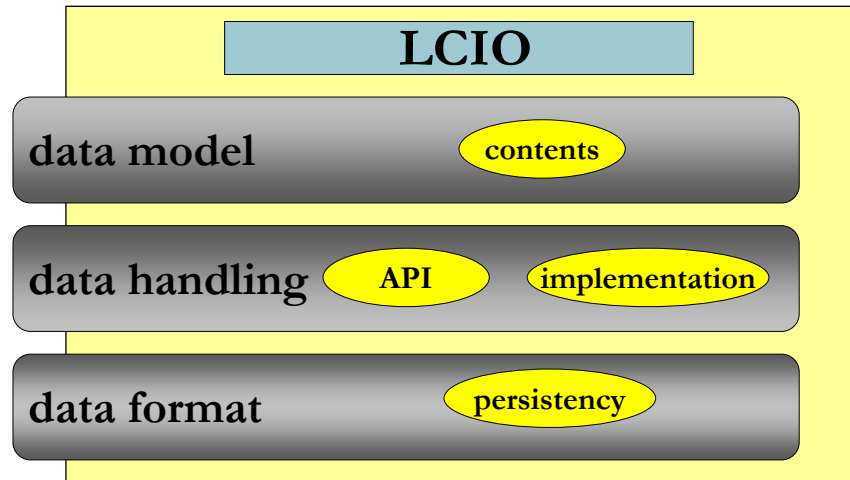 LCIO
data model contents
data handling API implementation
data format persistency